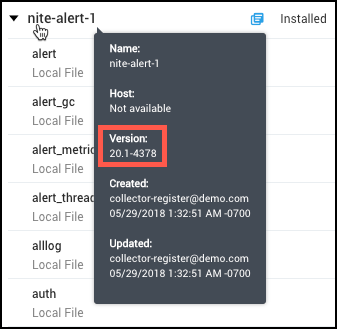 nite-alert-1
Installed
alert
Local File
alert_gc
Local File
alert_metric
Local File
alert_thread
Local File
alllog
Local File
auth
Local File
Name:
nite-alert-1
Host:
Not available
Version:
20.1-4378
Created:
collector-register@demo.com
05/29/2018 1:32:51 AM -0700
Updated:
collector-register@demo.com
05/29/2018 1:32:51 AM -0700